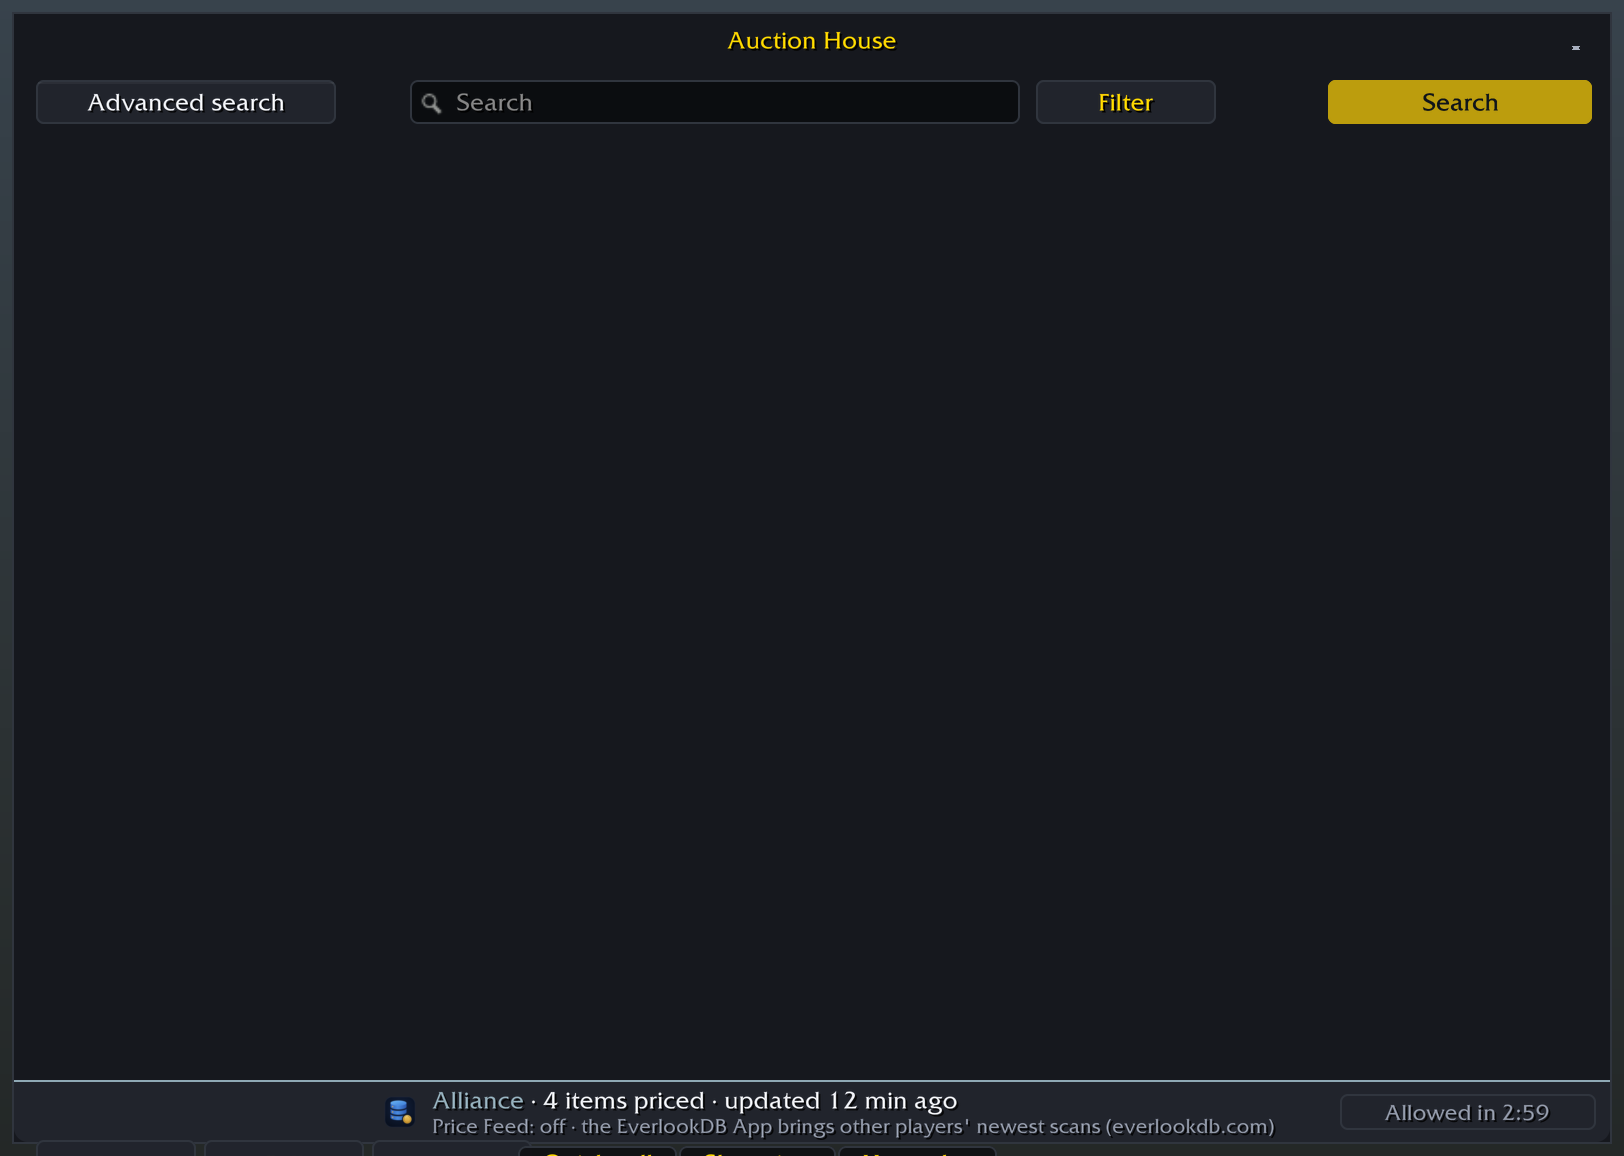 Auction House
Advanced search
Search
Filter
Search
Alliance · 4 items priced · updated 12 min ago
Price Feed: off · the EverlookDB App brings other players' newest scans (everlookdb.com)
Allowed in 2:59